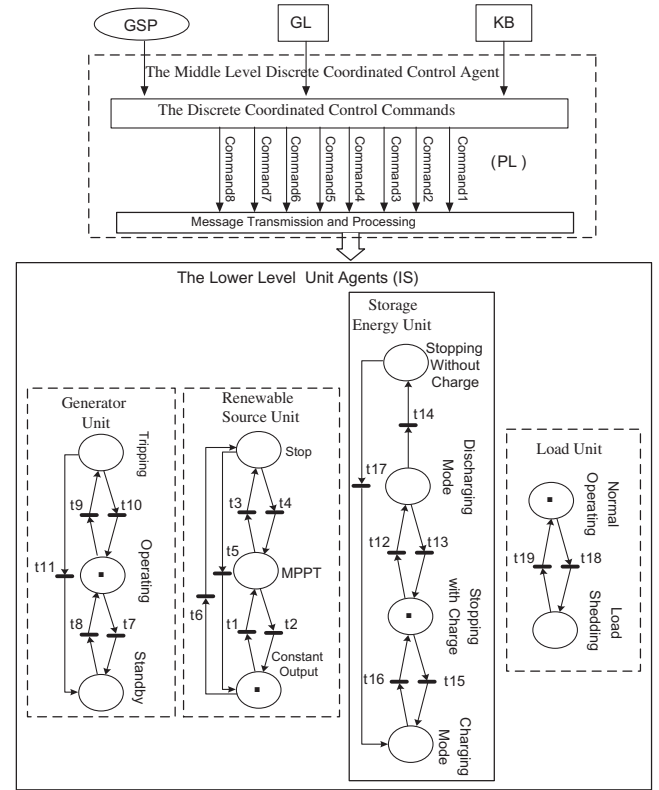 GSP
GL
KB
The Middle Level Discrete Coordinated Control Agent
The Discrete Coordinated Control Commands
Command8
Command7
Command6
Command5
Command4
Command3
Command2
Command1
(PL )
Message Transmission and Processing
The Lower Level Unit Agents (IS)
Generator
Unit
Tripping
t9
t10
t11
Operating
t8
t7
Standby
Renewable
Source Unit
Stop
t3
t4
t5
t6
MPPT
t1
t2
Constant
Output
Storage
Energy Unit
Stopping
Without
Charge
t14
t17
Discharging
Mode
t12
t13
Stopping
with Charge
t16
t15
Charging
Mode
Load Unit
Normal
Operating
t19
t18
Load
Shedding